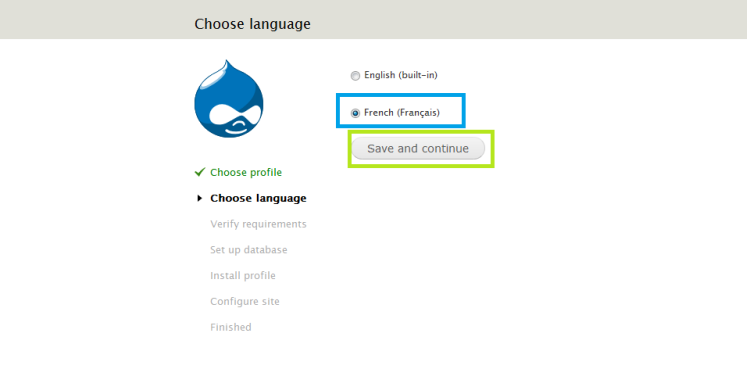 Choose language
English (built-in)
French (Français)
Save and continue
Choose profile
Choose language
Verify requirements
Set up database
Install profile
Configure site
Finished